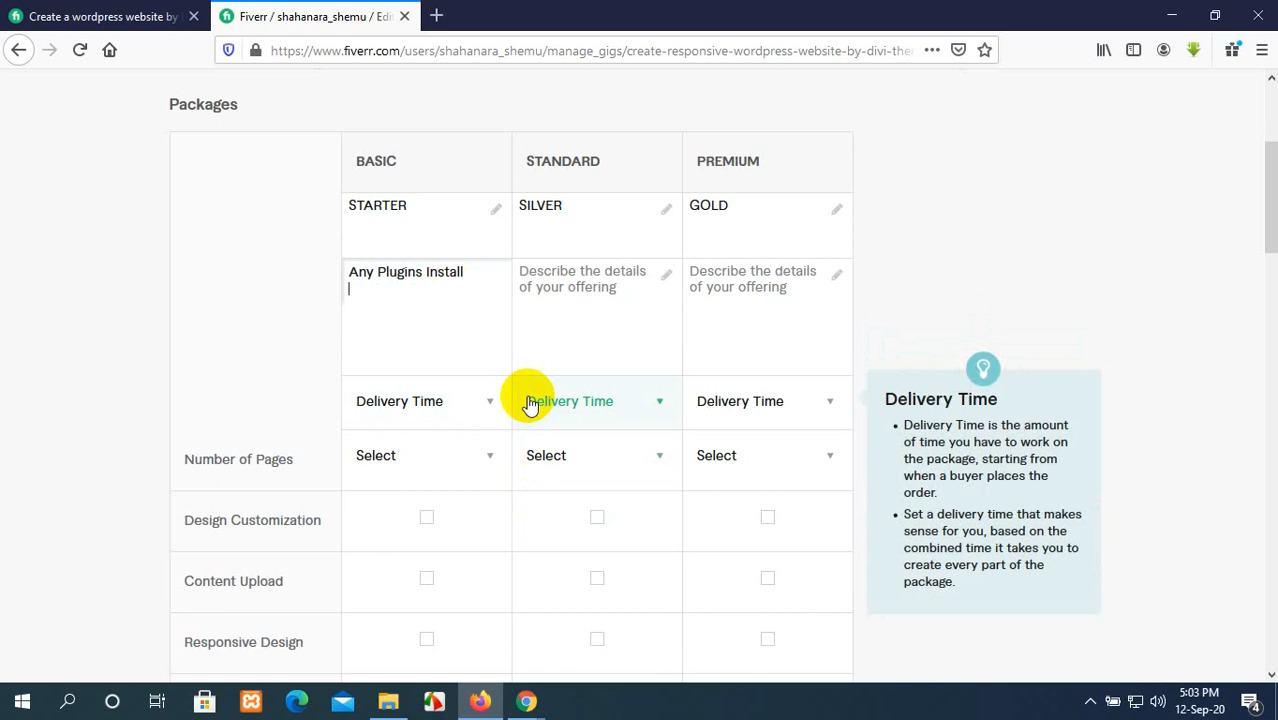 Create a wordpress website by
Fiverr / shahanara_shemu / Edi
https://www.fiverr.com/users/shahanara_shemu/manage_gigs/create-responsive-wordpress-website-by-divi-the
Packages
BASIC
STANDARD
PREMIUM
STARTER
SILVER
GOLD
Any Plugins Install
Describe the details
of your offering
Describe the details
of your offering
Delivery Time
Delivery Time
Delivery Time
Number of Pages
Select
Select
Select
Design Customization
Content Upload
Responsive Design
Delivery Time
Delivery Time is the amount
of time you have to work on
the package, starting from
when a buyer places the
order.
Set a delivery time that makes
sense for you, based on the
combined time it takes you to
create every part of the
package.
5:03 PM
12-Sep-20
4